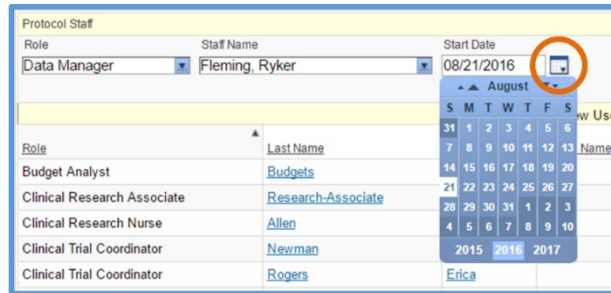 Protocol Staff
Role Staff Name Start Date
Data Manager Fleming, Ryker 08/21/2016
August
S M T W T F S
31 1 2 3 4 5 6
7 8 9 10 11 12 13
14 15 16 17 18 19 20
21 22 23 24 25 26 27
28 29 30 31 1 2 3
4 5 6 7 8 9 10
2015 2016 2017
Role Last Name Name
Budget Analyst Budgets
Clinical Research Associate Research-Associate
Clinical Research Nurse Allen
Clinical Trial Coordinator Newman
Clinical Trial Coordinator Rogers Erica